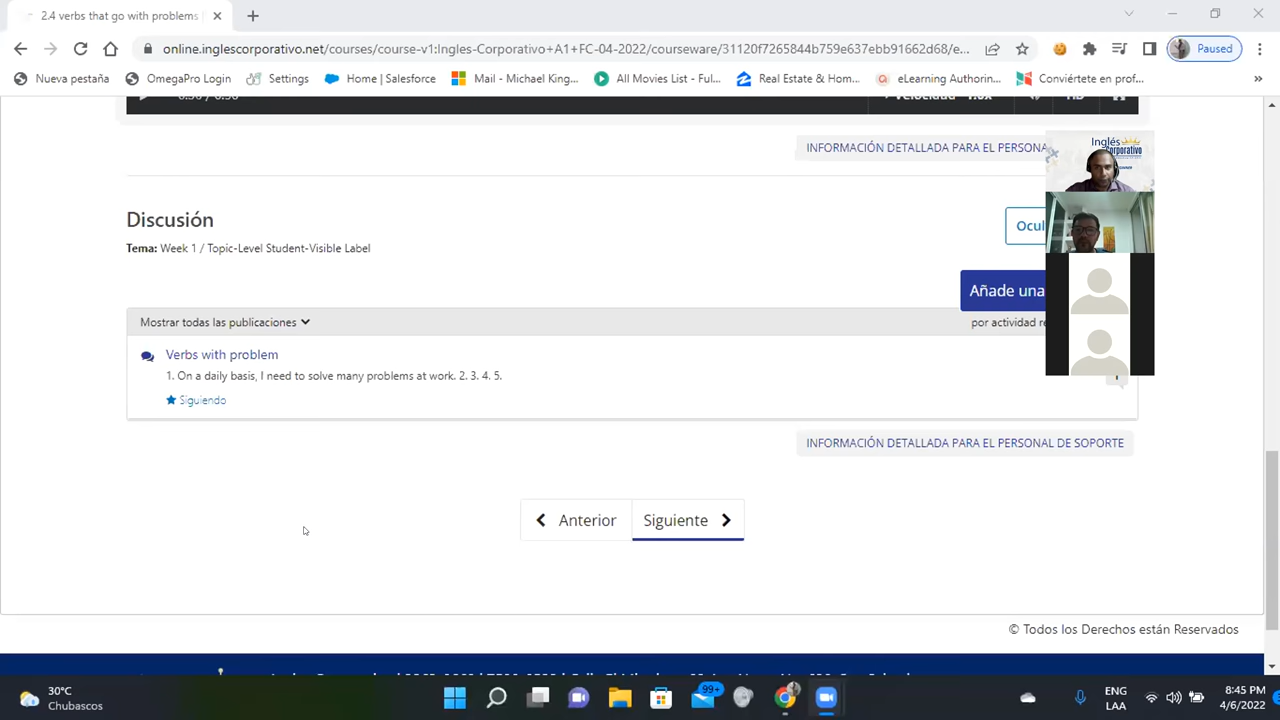 2.4 verbs that go with problems
online.inglescorporativo.net/courses/course-v1:Ingles-Corporativo+A1+FC-04-2022/courseware/31120f7265844b759e637ebb91662d68/e...
Paused
Nueva pestaña
OmegaPro Login
Settings
Home | Salesforce
Mail - Michael King...
All Movies List - Ful...
Real Estate & Hom...
eLearning Authorin...
Conviértete en prof...
»
INFORMACIÓN DETALLADA PARA EL PERSONA
Inglés
Corporativo
Discusión
Ocul
Tema: Week 1 / Topic-Level Student-Visible Label
Añade una
Mostrar todas las publicaciones
por actividad re
Verbs with problem
1. On a daily basis, I need to solve many problems at work. 2. 3. 4. 5.
Siguiendo
INFORMACIÓN DETALLADA PARA EL PERSONAL DE SOPORTE
Anterior
Siguiente
© Todos los Derechos están Reservados
30°C
Chubascos
99+
ENG
LAA
8:45 PM
4/6/2022